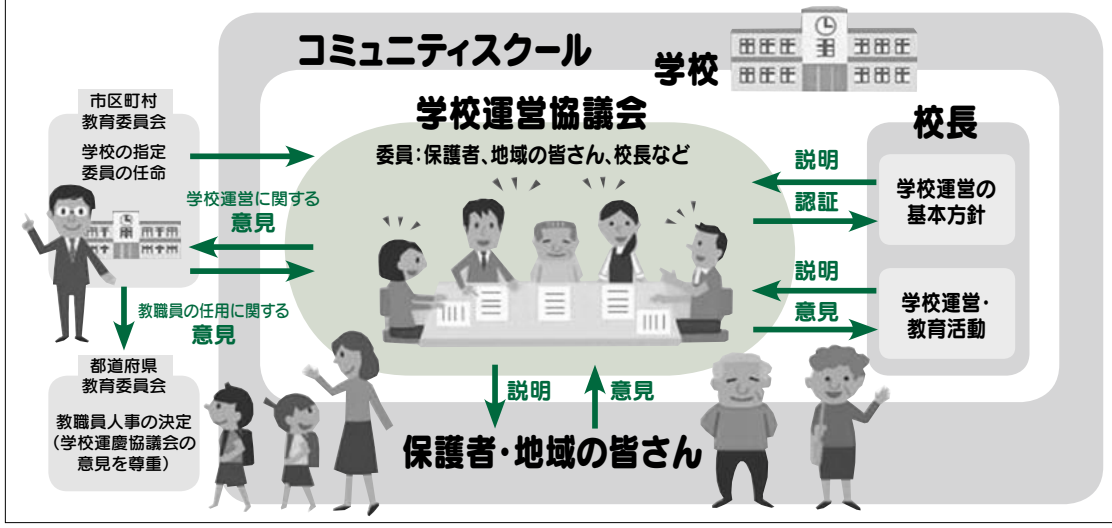 コミュニティスクール
学校
学校運営協議会
委員:保護者、地域の皆さん、校長など
市区町村
教育委員会
学校の指定
委員の任命
学校運営に関する
意見
教職員の任用に関する
意見
都道府県
教育委員会
教職員人事の決定
(学校運慶協議会の
意見を尊重)
校長
説明
認証
学校運営の
基本方針
説明
意見
学校運営・
教育活動
説明
意見
保護者・地域の皆さん